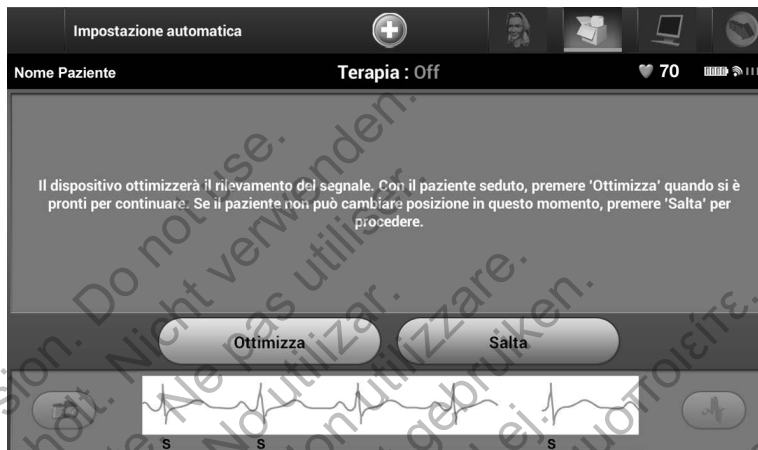 Impostazione automatica
Nome Paziente
Terapia : Off
70
Il dispositivo ottimizzerà il rilevamento del segnale. Con il paziente seduto, premere 'Ottimizza' quando si è
pronti per continuare. Se il paziente non può cambiare posizione in questo momento, premere 'Salta' per
procedere.
Ottimizza
Salta
S
S
S
Do not use.
Nicht verwenden.
Ne pas utiliser.
No utilizar.
utilizzare.
gebruiken.
ej.